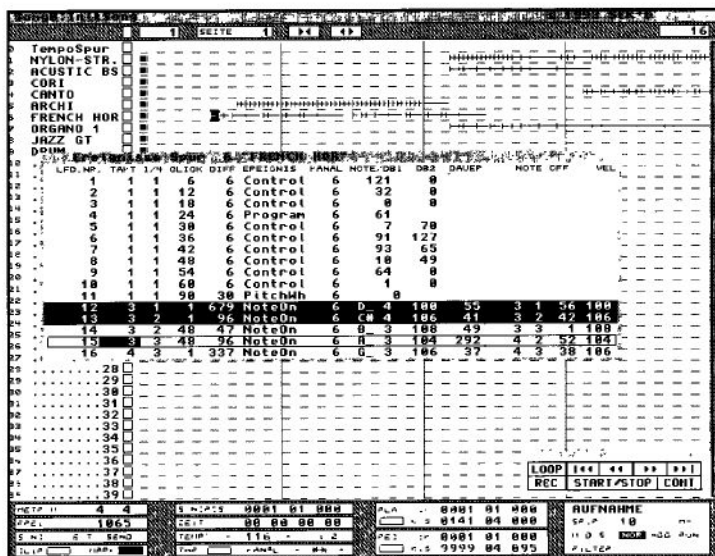 1 SEITE 1 16
TempoSpur
NYLON-STR.
ACUSTIC BS
CORI
CANTO
ARCHI
FRENCH HOR
ORGANO 1
JAZZ GT
LFD.NR. TAKT 1/4 CLICK DIFF EREIGNIS KANAL NOTE/DB1 DB2 DAUER NOTE OFF VEL
1 1 1 6 6 Control 6 121 0
2 1 1 12 6 Control 6 32 0
3 1 1 18 6 Control 6 0 0
4 1 1 24 6 Program 6 61
5 1 1 30 6 Control 6 7 70
6 1 1 36 6 Control 6 91 127
7 1 1 42 6 Control 6 93 65
8 1 1 48 6 Control 6 10 49
9 1 1 54 6 Control 6 64 0
10 1 1 60 6 Control 6 1 0
11 1 1 90 30 PitchWh 6 0
12 3 1 1 679 NoteOn 6 D_ 4 100 55 3 1 56 100
13 3 2 1 96 NoteOn 6 C# 4 106 41 3 2 42 106
14 3 2 48 47 NoteOn 6 B_ 3 108 49 3 3 1 108
15 3 3 48 96 NoteOn 6 A_ 3 104 292 4 2 52 104
16 4 3 1 337 NoteOn 6 G_ 3 106 37 4 3 38 106
28
29
30
31
32
33
34
35
36
37
38
39
LOOP
REC START/STOP CONT
4 4
1065
0001 01 000
00 00 00 00
116
0001 01 000
0141 04 000
0001 01 000
9999 04 095
AUFNAHME
10
NOR
FILTER